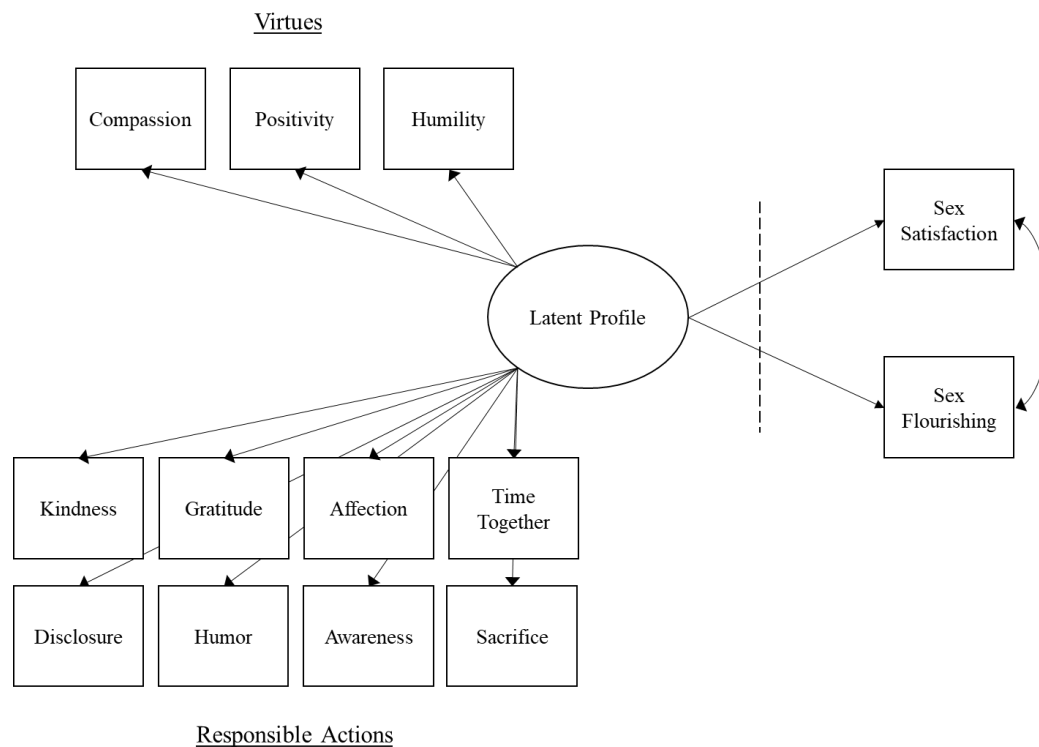 Virtues
Compassion
Positivity
Humility
Sex
Satisfaction
Latent Profile
Sex
Flourishing
Kindness
Gratitude
Affection
Time
Together
Disclosure
Humor
Awareness
Sacrifice
Responsible Actions